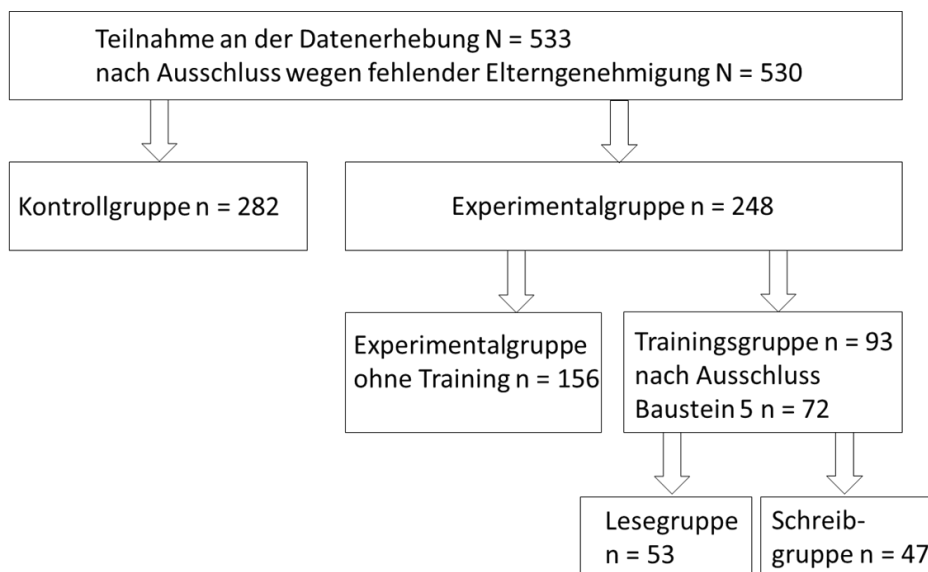 Teilnahme an der Datenerhebung N = 533
nach Ausschluss wegen fehlender Elterngenehmigung N = 530
Kontrollgruppe n = 282
Experimentalgruppe n = 248
Experimentalgruppe
ohne Training n = 156
Trainingsgruppe n = 93
nach Ausschluss
Baustein 5 n = 72
Lesegruppe
n = 53
Schreib-
gruppe n = 47